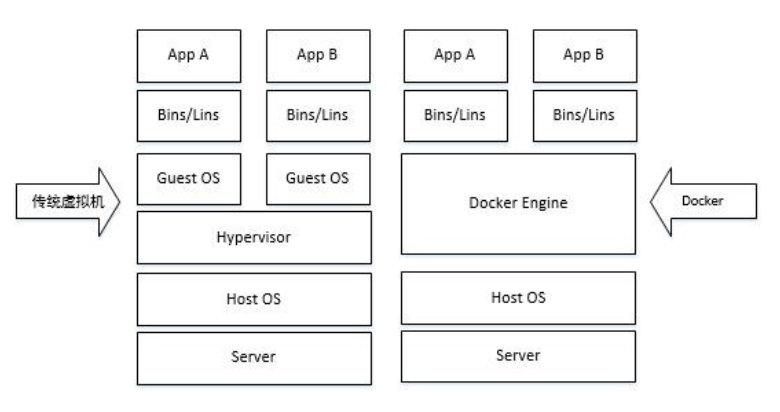 App A
App B
App A
App B
Bins/Lins
Bins/Lins
Bins/Lins
Bins/Lins
传统虚拟机
Guest OS
Guest OS
Docker Engine
Docker
Hypervisor
Host OS
Host OS
Server
Server